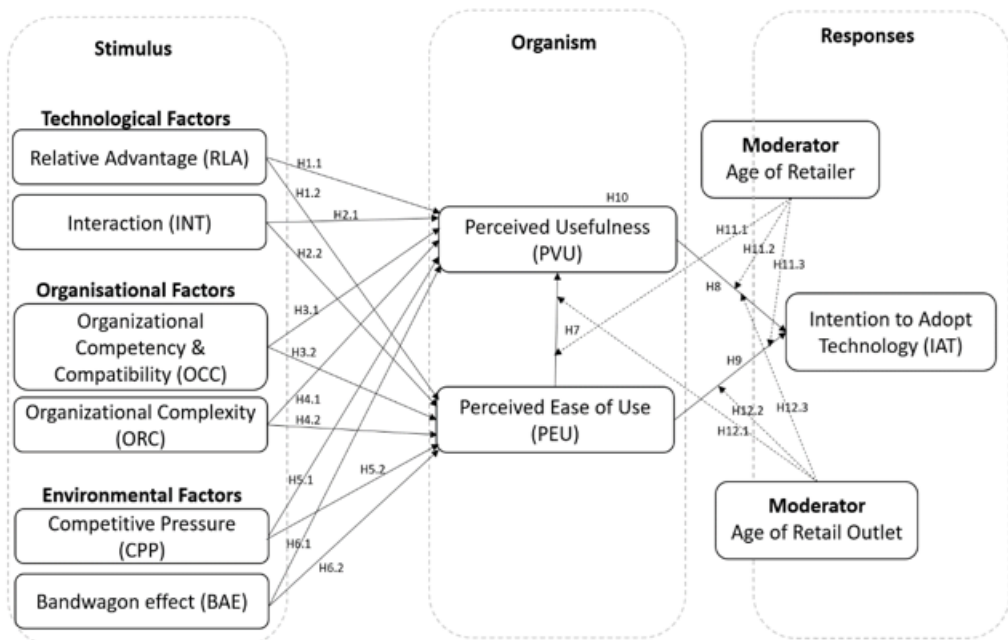 Stimulus
Organism
Responses
Technological Factors
Relative Advantage (RLA)
Interaction (INT)
Organisational Factors
Organizational
Competency &
Compatibility (OCC)
Organizational Complexity
(ORC)
Environmental Factors
Competitive Pressure
(CPP)
Bandwagon effect (BAE)
H1.1
H1.2
H2.1
H2.2
H3.1
H3.2
H4.1
H4.2
H5.1
H5.2
H6.1
H6.2
H10
Perceived Usefulness
(PVU)
H7
Perceived Ease of Use
(PEU)
Moderator
Age of Retailer
H11.1
H11.2
H11.3
H8
H9
Intention to Adopt
Technology (IAT)
H12.2
H12.3
H12.1
Moderator
Age of Retail Outlet